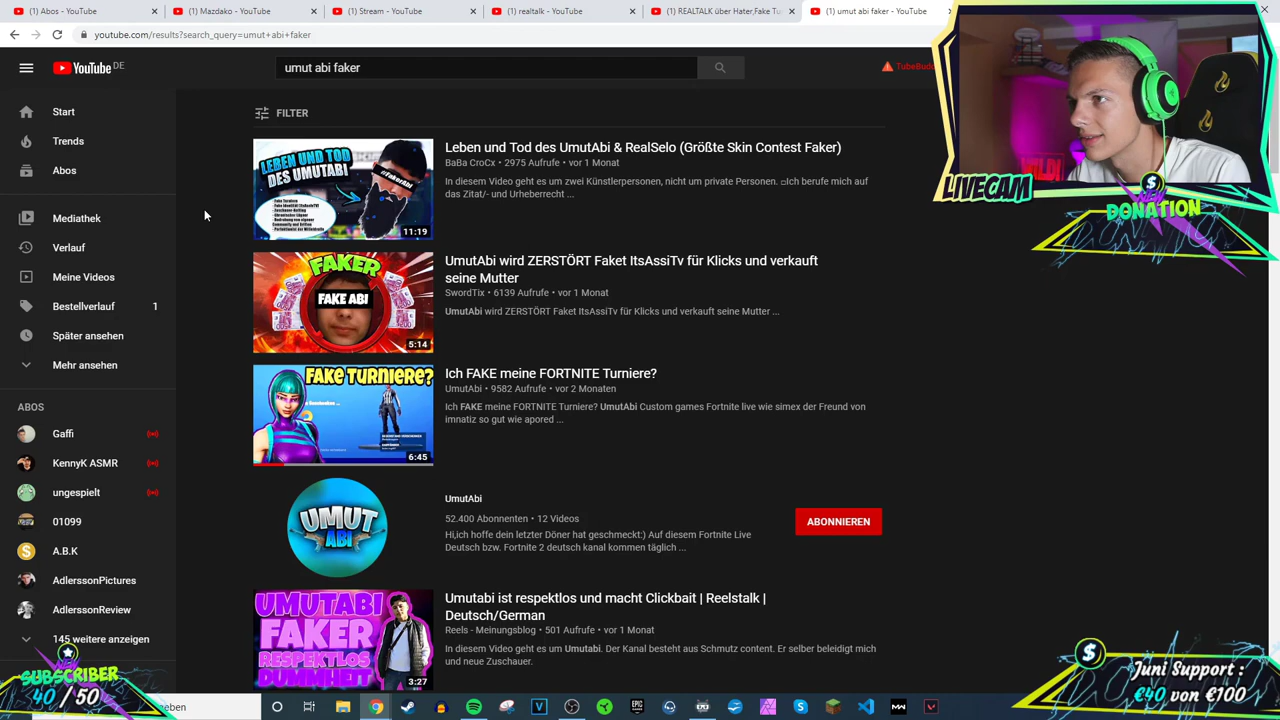 Abos - YouTube
Mazdako - YouTube
Stream - YouTube
realtalk - YouTube
REALTALK über Hater,Fake Tu
umut abi faker - YouTube
youtube.com/results?search_query=umut+abi+faker
YouTube DE
umut abi faker
TubeBudd
Start
Trends
Abos
Mediathek
Verlauf
Meine Videos
Bestellverlauf 1
Später ansehen
Mehr ansehen
ABOS
Gaffi
KennyK ASMR
ungespielt
01099
A.B.K
AdlerssonPictures
AdlerssonReview
145 weitere anzeigen
FILTER
LEBEN UND TOD
DES UMUTABI
#fakerAbi
11:19
Leben und Tod des UmutAbi & RealSelo (Größte Skin Contest Faker)
BaBa CroCx • 2975 Aufrufe • vor 1 Monat
In diesem Video geht es um zwei Künstlerpersonen, nicht um private Personen. Ich berufe mich auf
das Zitat/- und Urheberrecht ...
FAKER
FAKE ABI
5:14
UmutAbi wird ZERSTÖRT Faket ItsAssiTv für Klicks und verkauft
seine Mutter
SwordTix • 6139 Aufrufe • vor 1 Monat
UmutAbi wird ZERSTÖRT Faket ItsAssiTv für Klicks und verkauft seine Mutter ...
FAKE TURNIERE?
6:45
Ich FAKE meine FORTNITE Turniere?
UmutAbi • 9582 Aufrufe • vor 2 Monaten
Ich FAKE meine FORTNITE Turniere? UmutAbi Custom games Fortnite live wie simex der Freund von
imnatiz so gut wie apored ...
UMUT
ABI
UmutAbi
52.400 Abonnenten • 12 Videos
Hi,ich hoffe dein letzter Döner hat geschmeckt:) Auf diesem Fortnite Live
Deutsch bzw. Fortnite 2 deutsch kanal kommen täglich ...
ABONNIEREN
UMUTABI
FAKER
RESPEKTLOS
DUMMHEIT
3:27
Umutabi ist respektlos und macht Clickbait | Reelstalk |
Deutsch/German
Reels - Meinungsblog • 501 Aufrufe • vor 1 Monat
In diesem Video geht es um Umutabi. Der Kanal besteht aus Schmutz content. Er selber beleidigt mich
und neue Zuschauer.
LIVECAM
NEW
DONATION
NEW
SUBSCRIBER
40 / 50
Juni Support :
€40 von €100
geben